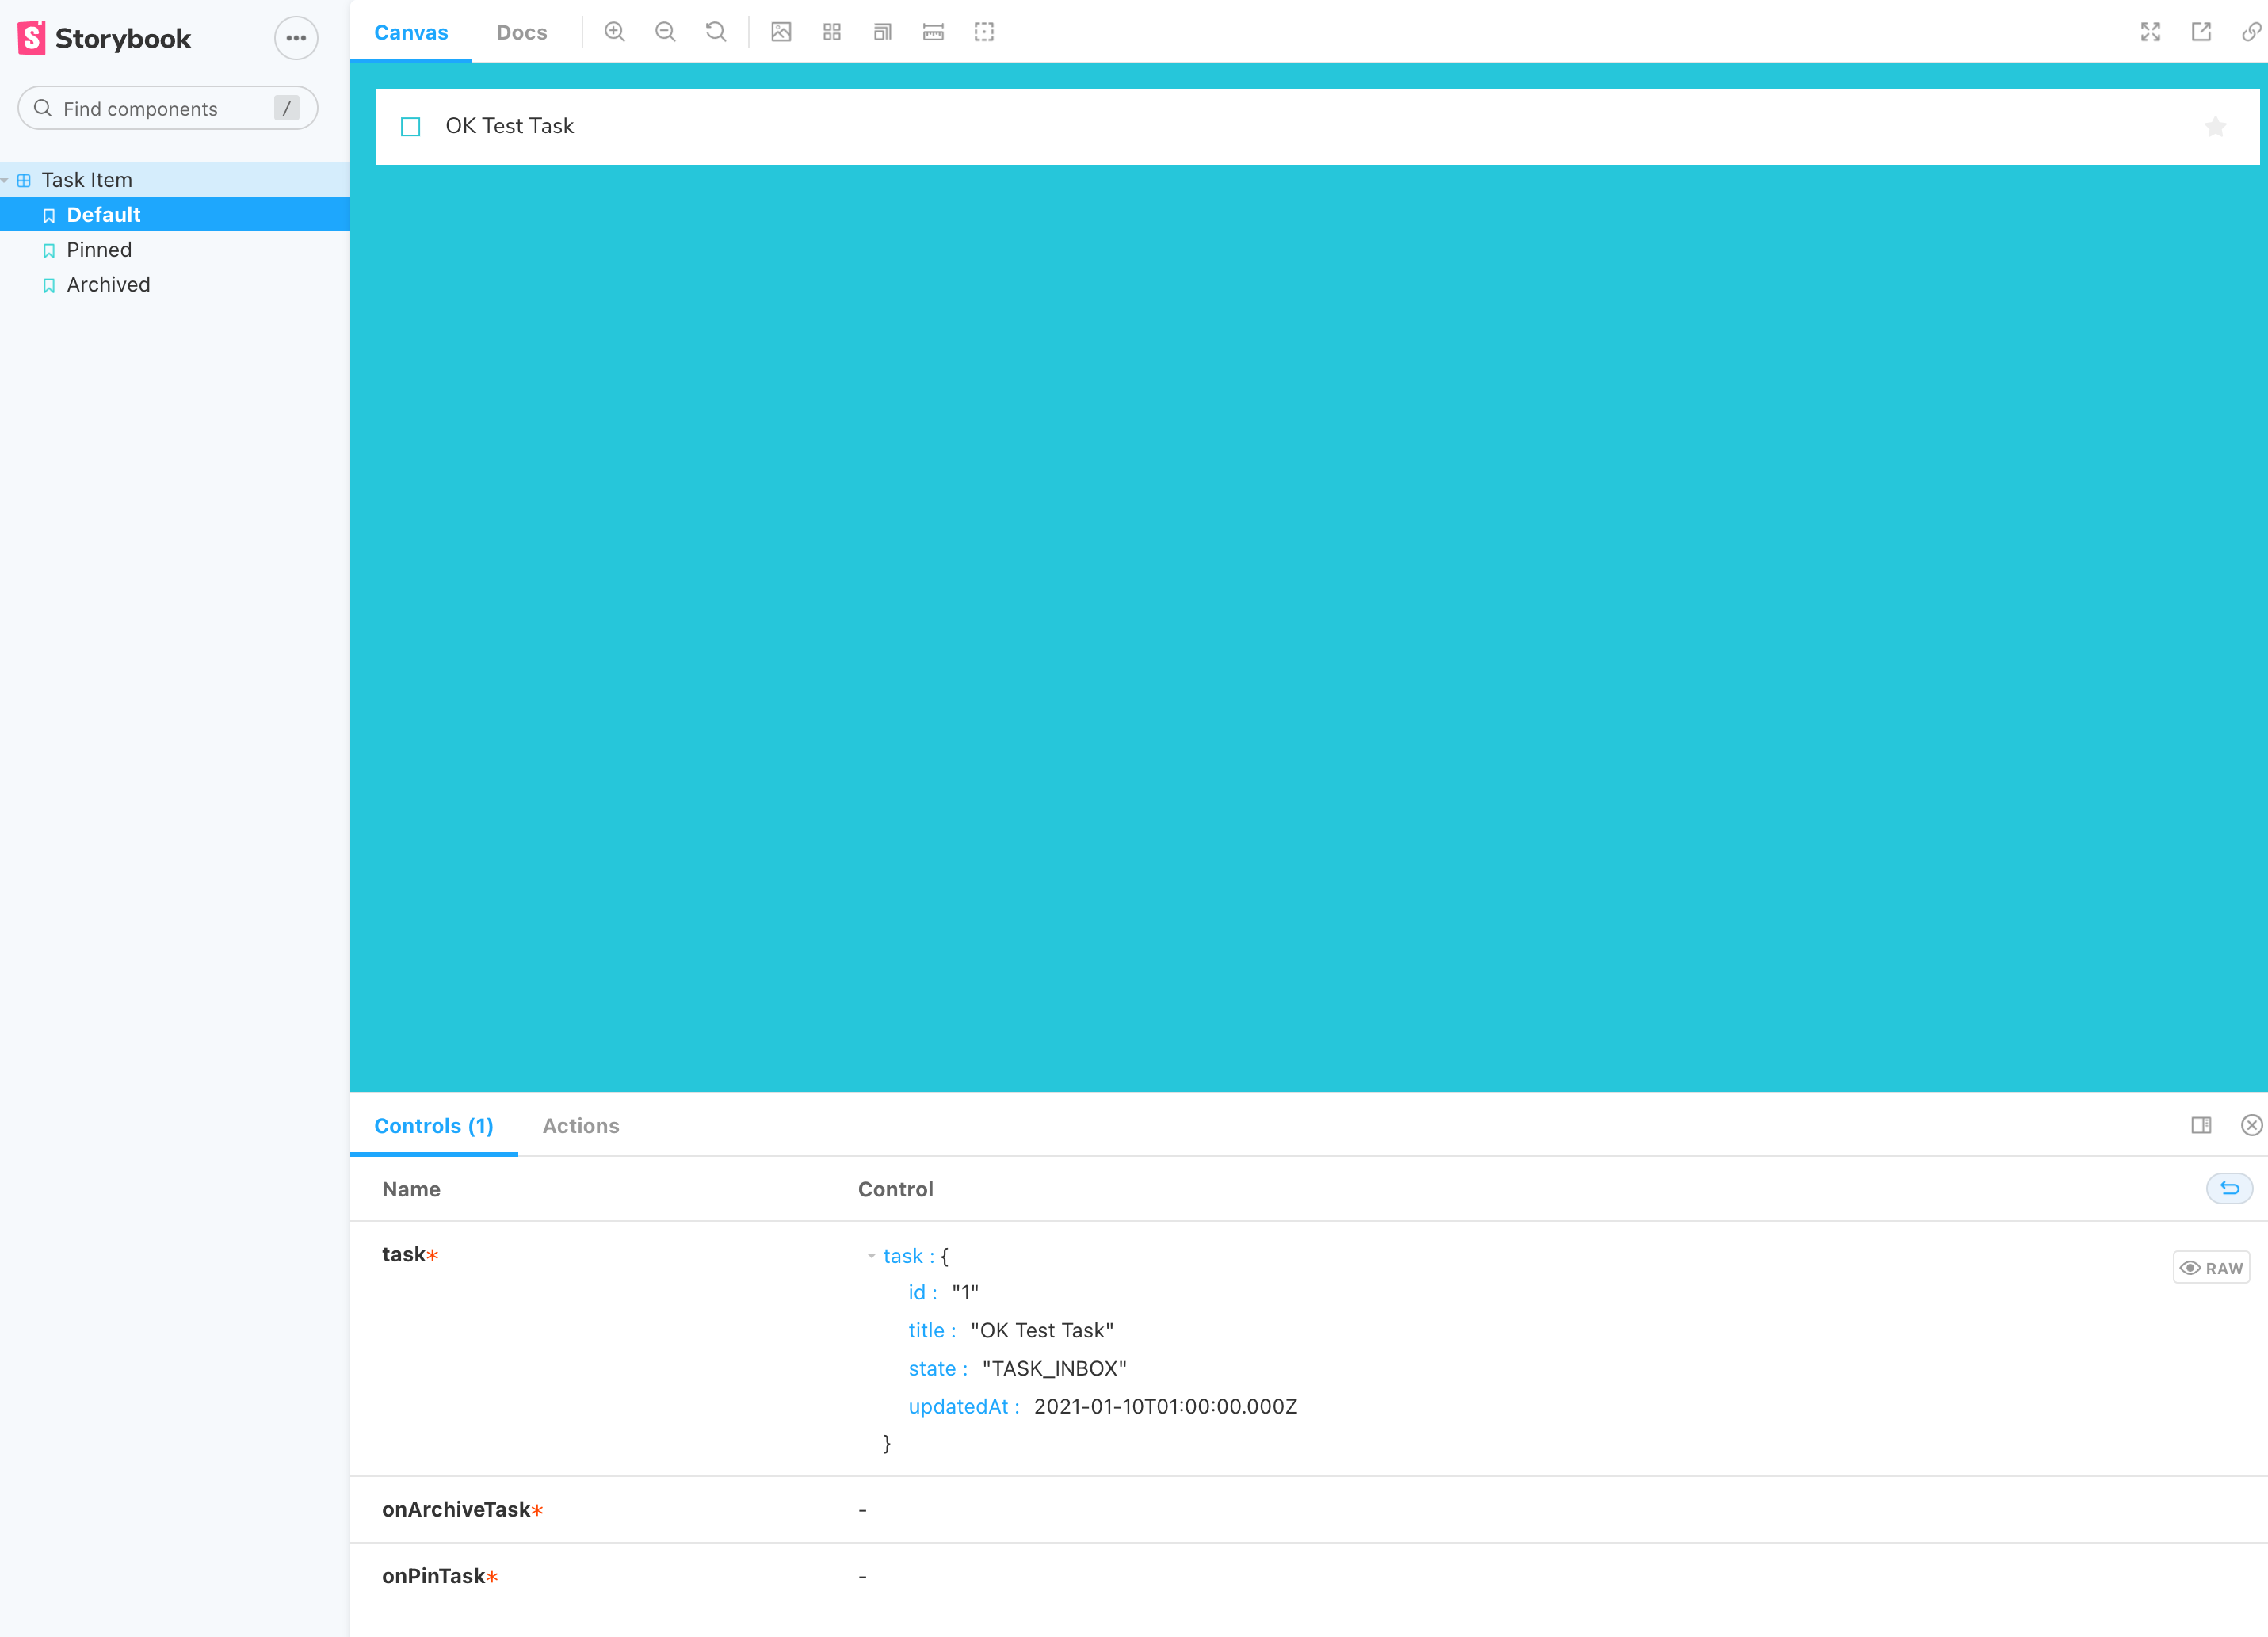 Storybook
Find components /
Task Item
Default
Pinned
Archived
Canvas Docs
OK Test Task
Controls (1) Actions
Name Control
task* task : {
RAW
id : "1"
title : "OK Test Task"
state : "TASK_INBOX"
updatedAt : 2021-01-10T01:00:00.000Z
}
onArchiveTask* -
onPinTask* -